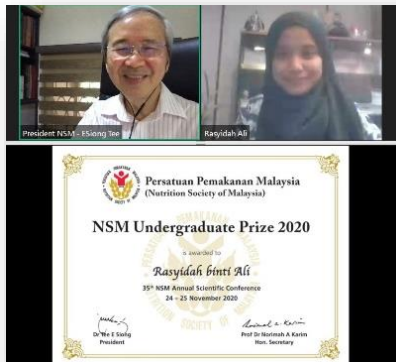 President NSM - ESiong Tee
Rasyidah Ali
Persatuan Pemakanan Malaysia
(Nutrition Society of Malaysia)
NSM Undergraduate Prize 2020
is awarded to
Rasyidah binti Ali
35th NSM Annual Scientific Conference
24 – 25 November 2020
Dr Tee E Siong
President
Prof Dr Norimah A Karim
Hon. Secretary